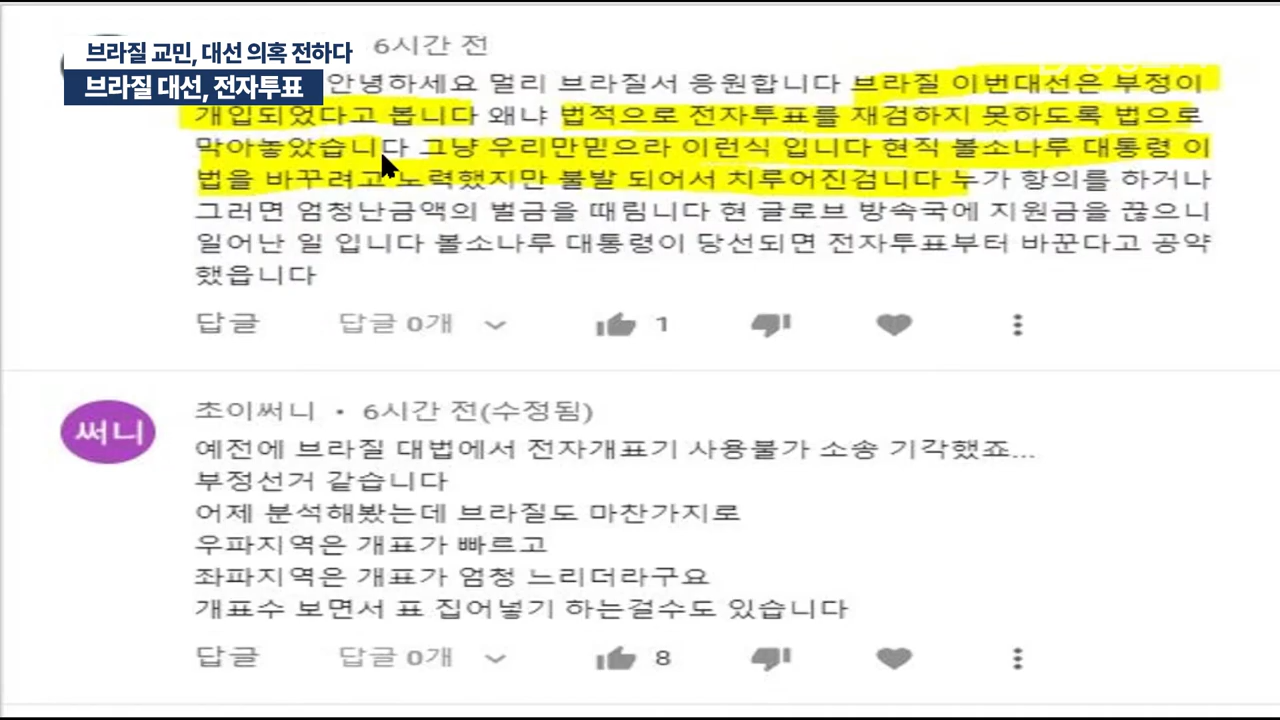 브라질 교민, 대선 의혹 전하다
브라질 대선, 전자투표
6시간 전
안녕하세요 멀리 브라질서 응원합니다 브라질 이번대선은 부정이
개입되었다고 봅니다 왜냐 법적으로 전자투표를 재검하지 못하도록 법으로
막아놓았습니다 그냥 우리만믿으라 이런식 입니다 현직 볼소나루 대통령 이
법을 바꾸려고 노력했지만 불발 되어서 치루어진겁니다 누가 항의를 하거나
그러면 엄청난금액의 벌금을 때림니다 현 글로브 방속국에 지원금을 끊으니
일어난 일 입니다 볼소나루 대통령이 당선되면 전자투표부터 바꾼다고 공약
했읍니다
답글 답글 0개 1
써니
초이써니 • 6시간 전(수정됨)
예전에 브라질 대법에서 전자개표기 사용불가 소송 기각했죠...
부정선거 같습니다
어제 분석해봤는데 브라질도 마찬가지로
우파지역은 개표가 빠르고
좌파지역은 개표가 엄청 느리더라구요
개표수 보면서 표 집어넣기 하는걸수도 있습니다
답글 답글 0개 8